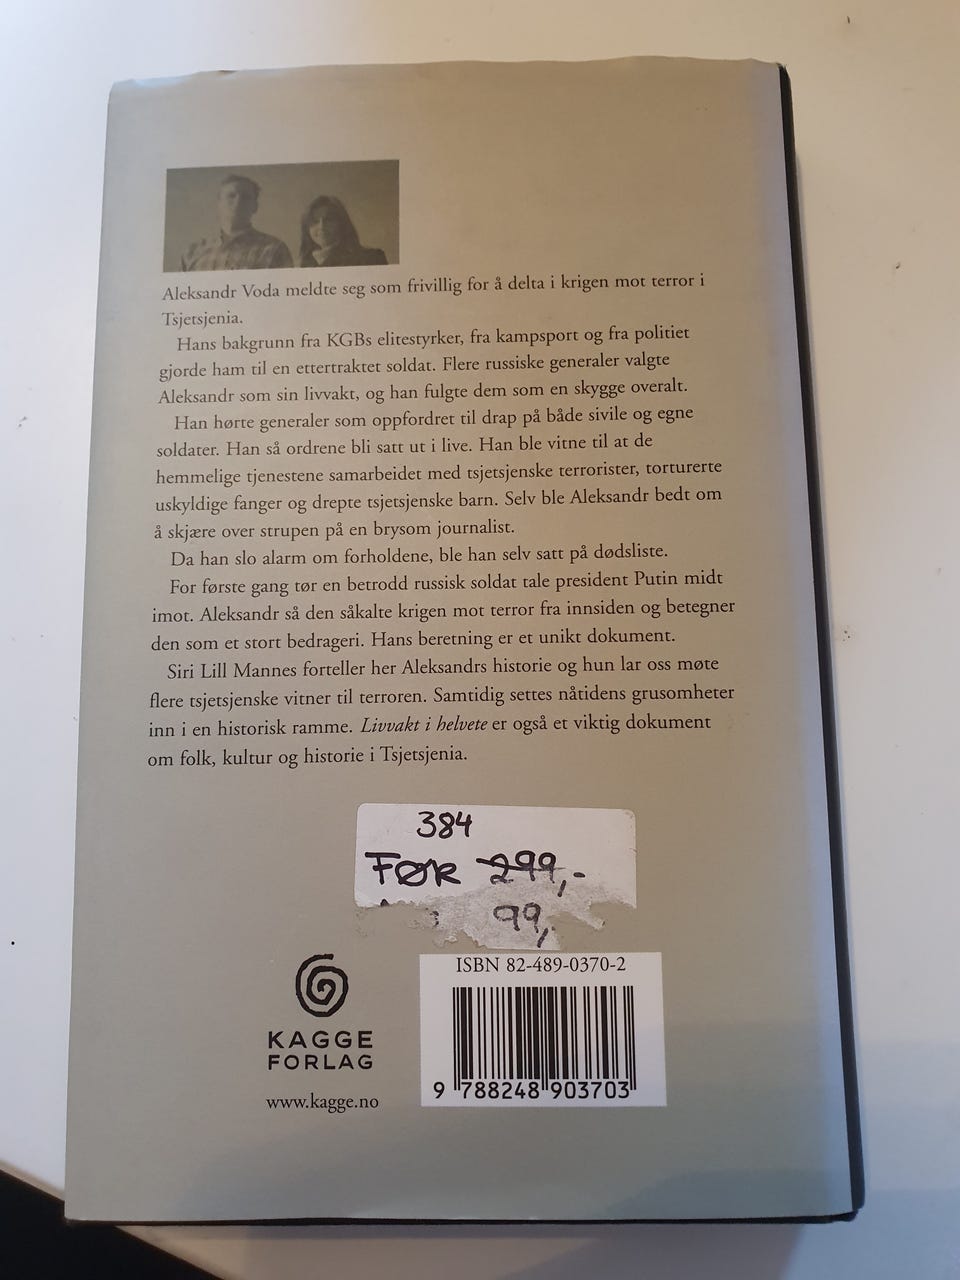 Aleksandr Voda meldte seg som frivillig for å delta i krigen mot terror i
Tsjetsjenia.
Hans bakgrunn fra KGBs elitestyrker, fra kampsport og fra politiet
gjorde ham til en ettertraktet soldat. Flere russiske generaler valgte
Aleksandr som sin livvakt, og han fulgte dem som en skygge overalt.
Han hørte generaler som oppfordret til drap på både sivile og egne
soldater. Han så ordrene bli satt ut i live. Han ble vitne til at de
hemmelige tjenestene samarbeidet med tsjetsjenske terrorister, torturerte
uskyldige fanger og drepte tsjetsjenske barn. Selv ble Aleksandr bedt om
å skjære over strupen på en brysom journalist.
Da han slo alarm om forholdene, ble han selv satt på dødsliste.
For første gang tør en betrodd russisk soldat tale president Putin midt
imot. Aleksandr så den såkalte krigen mot terror fra innsiden og betegner
den som et stort bedrageri. Hans beretning er et unikt dokument.
Siri Lill Mannes forteller her Aleksandrs historie og hun lar oss møte
flere tsjetsjenske vitner til terroren. Samtidig settes nåtidens grusomheter
inn i en historisk ramme. Livvakt i helvete er også et viktig dokument
om folk, kultur og historie i Tsjetsjenia.
384
FØR 299,-
99,
ISBN 82-489-0370-2
9 788248 903703
KAGGE
FORLAG
www.kagge.no